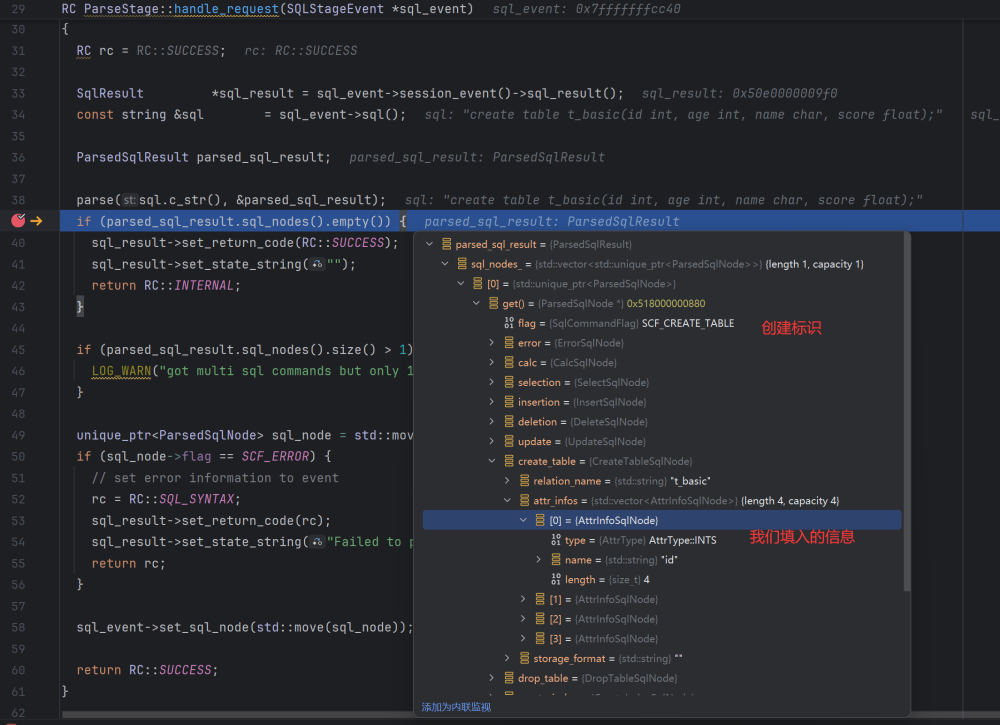 29 RC ParseStage::handle_request(SQLStageEvent *sql_event) sql_event: 0x7fffffffcc40
30 {
31 RC rc = RC::SUCCESS; rc: RC::SUCCESS
32
33 SqlResult *sql_result = sql_event->session_event()->sql_result(); sql_result: 0x50e0000009f0
34 const string &sql = sql_event->sql(); sql: "create table t_basic(id int, age int, name char, score float);" sql_
35
36 ParsedSqlResult parsed_sql_result; parsed_sql_result: ParsedSqlResult
37
38 parse(st:sql.c_str(), &parsed_sql_result); sql: "create table t_basic(id int, age int, name char, score float);"
if (parsed_sql_result.sql_nodes().empty()) { parsed_sql_result: ParsedSqlResult
40 sql_result->set_return_code(RC::SUCCESS);
41 sql_result->set_state_string("");
42 return RC::INTERNAL;
43 }
44
45 if (parsed_sql_result.sql_nodes().size() > 1)
46 LOG_WARN("got multi sql commands but only 1
47 }
48
49 unique_ptr<ParsedSqlNode> sql_node = std::mov
50 if (sql_node->flag == SCF_ERROR) {
51 // set error information to event
52 rc = RC::SQL_SYNTAX;
53 sql_result->set_return_code(rc);
54 sql_result->set_state_string("Failed to p
55 return rc;
56 }
57
58 sql_event->set_sql_node(std::move(sql_node));
59
60 return RC::SUCCESS;
61 }
62
parsed_sql_result = {ParsedSqlResult}
sql_nodes_ = {std::vector<std::unique_ptr<ParsedSqlNode>>} {length 1, capacity 1}
[0] = {std::unique_ptr<ParsedSqlNode>}
get() = {ParsedSqlNode *} 0x518000000880
flag = {SqlCommandFlag} SCF_CREATE_TABLE 创建标识
error = {ErrorSqlNode}
calc = {CalcSqlNode}
selection = {SelectSqlNode}
insertion = {InsertSqlNode}
deletion = {DeleteSqlNode}
update = {UpdateSqlNode}
create_table = {CreateTableSqlNode}
relation_name = {std::string} "t_basic"
attr_infos = {std::vector<AttrInfoSqlNode>} {length 4, capacity 4}
[0] = {AttrInfoSqlNode}
type = {AttrType} AttrType::INTS 我们填入的信息
name = {std::string} "id"
length = {size_t} 4
[1] = {AttrInfoSqlNode}
[2] = {AttrInfoSqlNode}
[3] = {AttrInfoSqlNode}
storage_format = {std::string} ""
drop_table = {DropTableSqlNode}
添加为内联监视